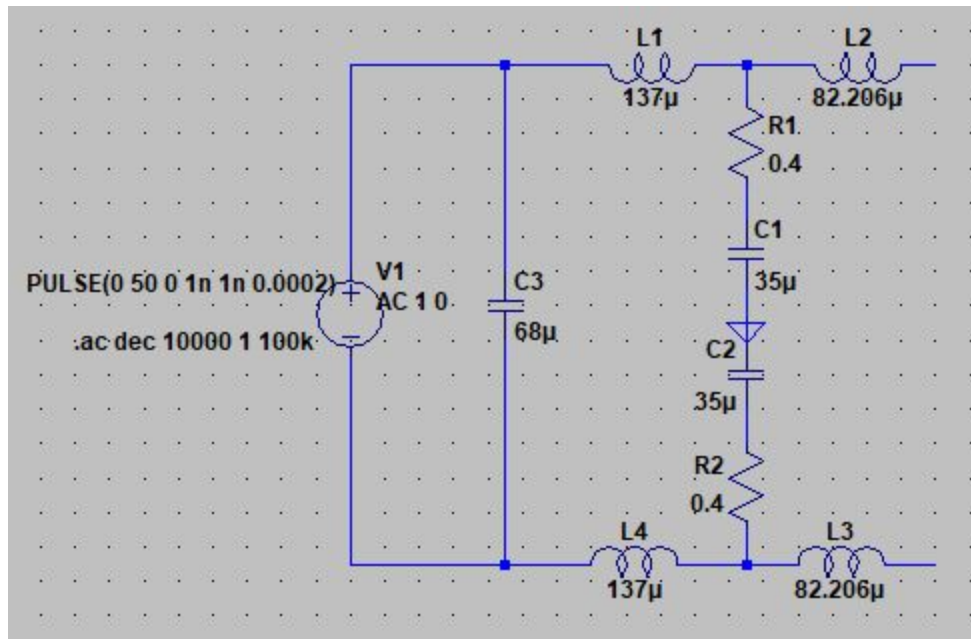 L1
137µ
L2
82.206µ
R1
0.4
C1
35µ
PULSE(0 50 0 1n 1n 0.0002)
V1
AC 1 0
.ac dec 10000 1 100k
C3
68µ
C2
35µ
R2
0.4
L4
137µ
L3
82.206µ